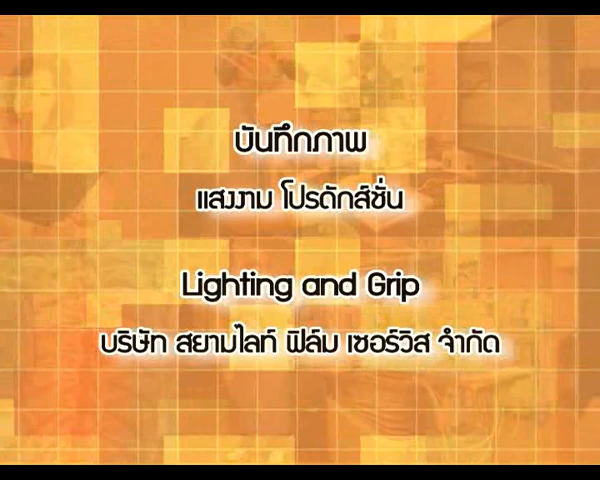 บันทึกภาพ
แสงงาม โปรดักส์ชั่น
Lighting and Grip
บริษัท สยามไลท์ ฟิล์ม เซอร์วิส จำกัด